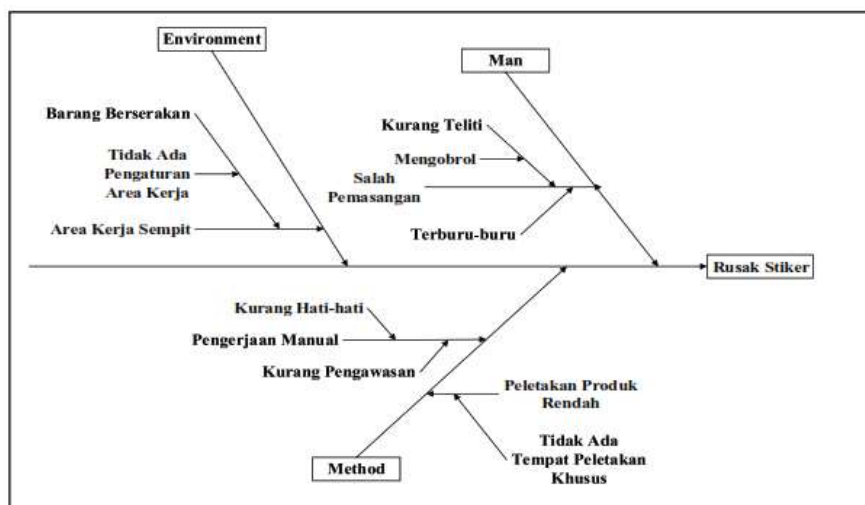 Environment
Man
Barang Berserakan
Kurang Teliti
Tidak Ada
Pengaturan
Area Kerja
Mengobrol
Salah
Pemasangan
Area Kerja Sempit
Terburu-buru
Rusak Stiker
Kurang Hati-hati
Pengerjaan Manual
Kurang Pengawasan
Peletakan Produk
Rendah
Tidak Ada
Tempat Peletakan
Khusus
Method